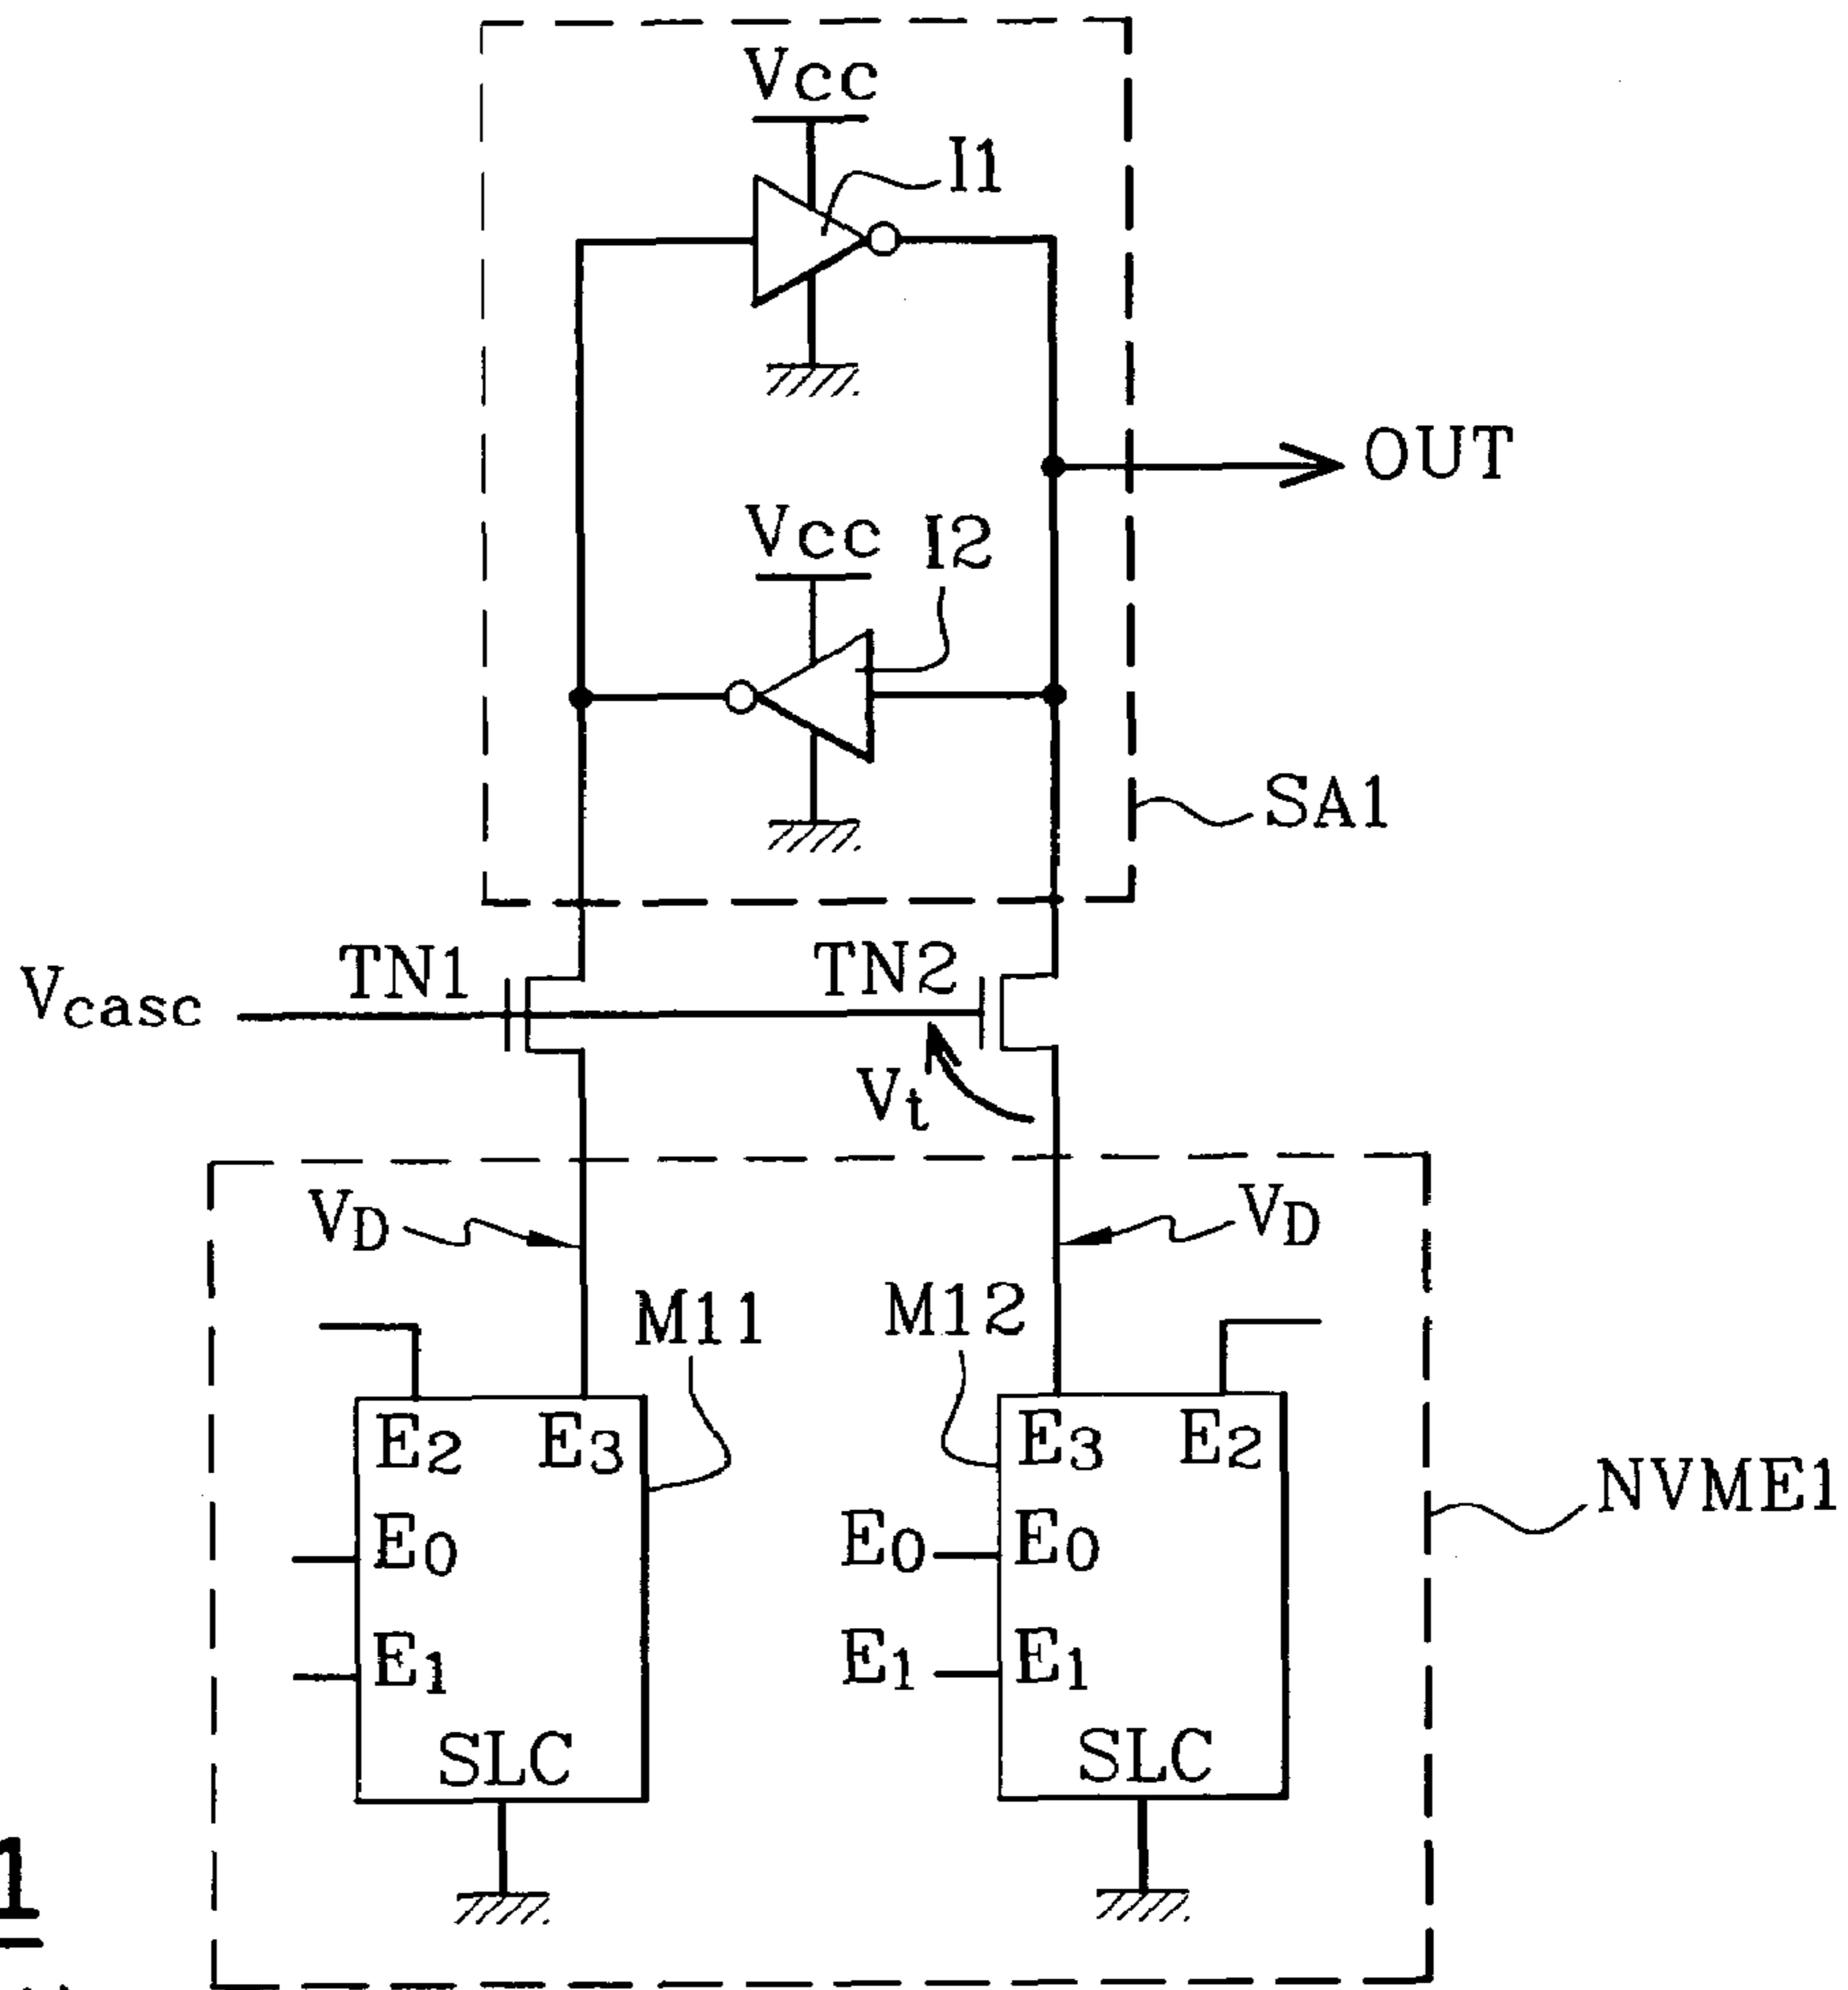 Vcc
I1
OUT
Vcc I2
SA1
TN1 TN2
Vcasc
Vt
VD VD
M11 M12
E2 E3 E3 E2
NVME1
E0 E0 E0
E1 E1 E1
SLC SLC
1